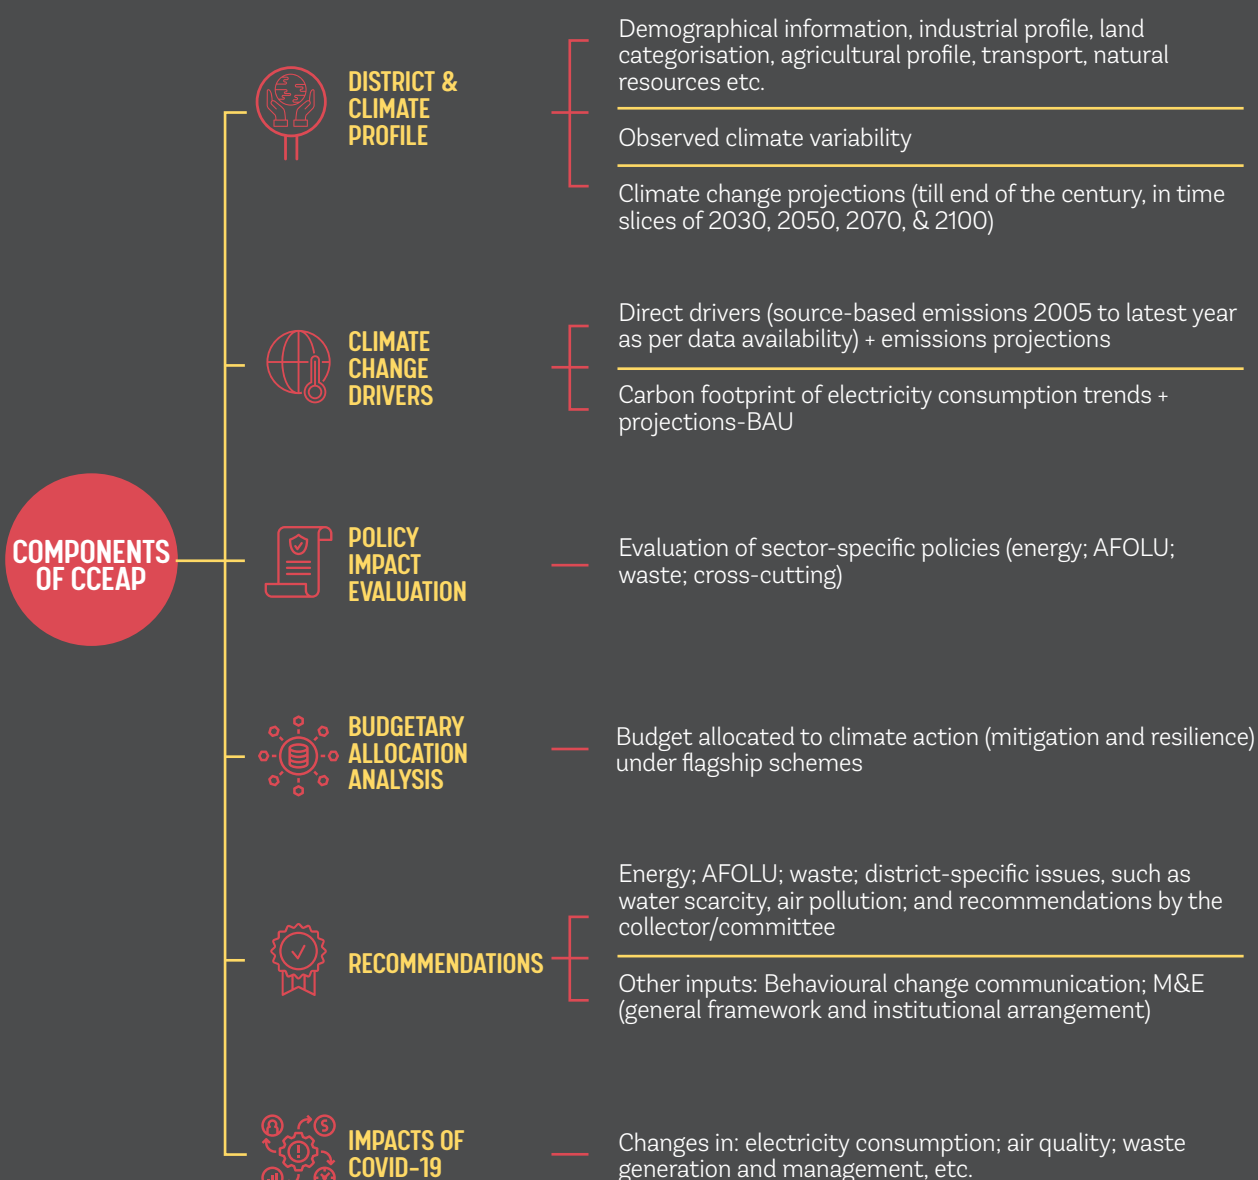 COMPONENTS
OF CCEAP
DISTRICT &
CLIMATE
PROFILE
Demographical information, industrial profile, land
categorisation, agricultural profile, transport, natural
resources etc.
Observed climate variability
Climate change projections (till end of the century, in time
slices of 2030, 2050, 2070, & 2100)
CLIMATE
CHANGE
DRIVERS
Direct drivers (source-based emissions 2005 to latest year
as per data availability) + emissions projections
Carbon footprint of electricity consumption trends +
projections-BAU
POLICY
IMPACT
EVALUATION
Evaluation of sector-specific policies (energy; AFOLU;
waste; cross-cutting)
BUDGETARY
ALLOCATION
ANALYSIS
Budget allocated to climate action (mitigation and resilience)
under flagship schemes
RECOMMENDATIONS
Energy; AFOLU; waste; district-specific issues, such as
water scarcity, air pollution; and recommendations by the
collector/committee
Other inputs: Behavioural change communication; M&E
(general framework and institutional arrangement)
IMPACTS OF
COVID-19
Changes in: electricity consumption; air quality; waste
generation and management, etc.